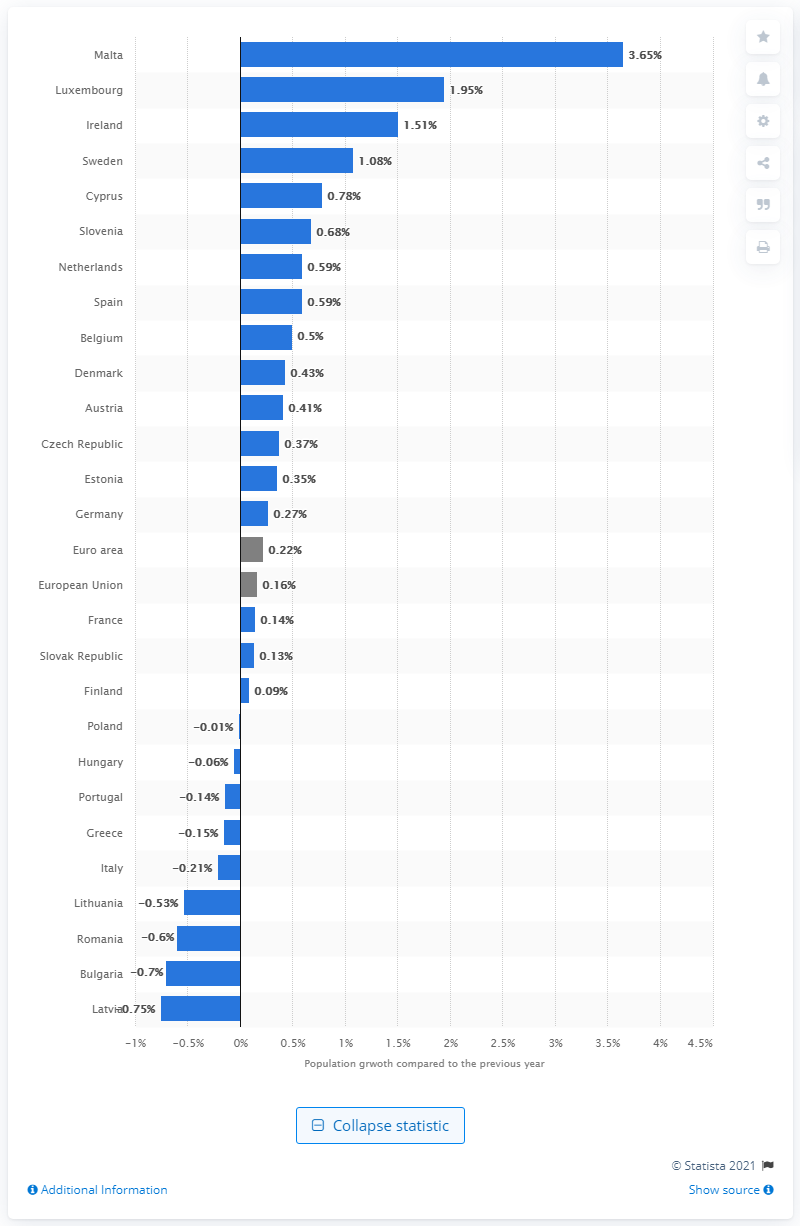 Malta 3.65%
Luxembourg 1.95%
Ireland 1.51%
Sweden 1.08%
Cyprus 0.78%
Slovenia 0.68%
Netherlands 0.59%
Spain 0.59%
Belgium 0.5%
Denmark 0.43%
Austria 0.41%
Czech Republic 0.37%
Estonia 0.35%
Germany 0.27%
Euro area 0.22%
European Union 0.16%
France 0.14%
Slovak Republic 0.13%
Finland 0.09%
Poland -0.01%
Hungary -0.06%
Portugal -0.14%
Greece -0.15%
Italy -0.21%
Lithuania -0.53%
Romania -0.6%
Bulgaria -0.7%
Latvia -0.75%
-1% -0.5% 0% 0.5% 1% 1.5% 2% 2.5% 3% 3.5% 4% 4.5%
Population grwoth compared to the previous year
Collapse statistic
© Statista 2021
Additional Information Show source